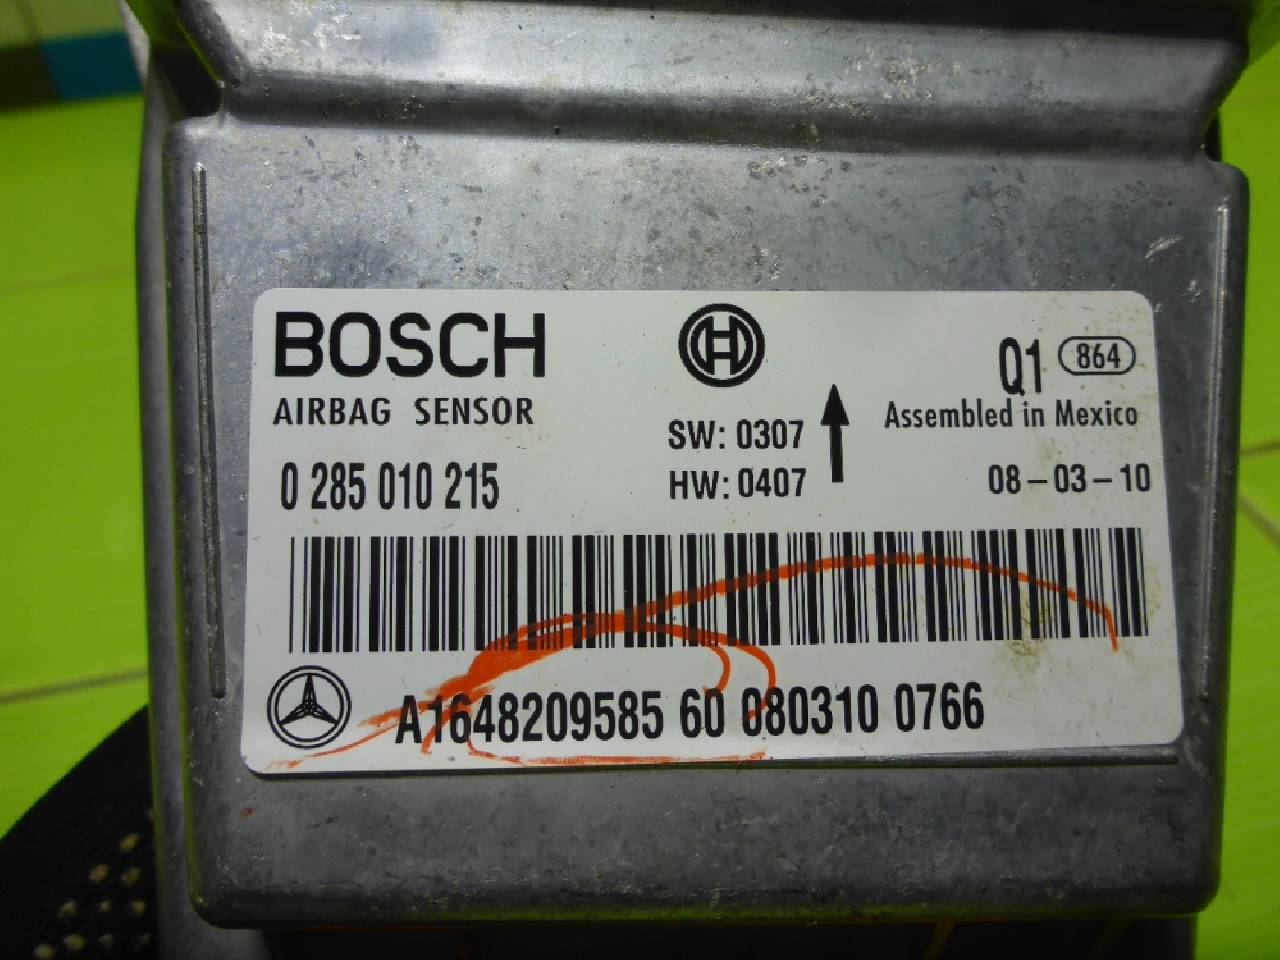 BOSCH
AIRBAG SENSOR
0 285 010 215
SW: 0307
HW: 0407
Q1 864
Assembled in Mexico
08-03-10
A1648209585 60 080310 0766